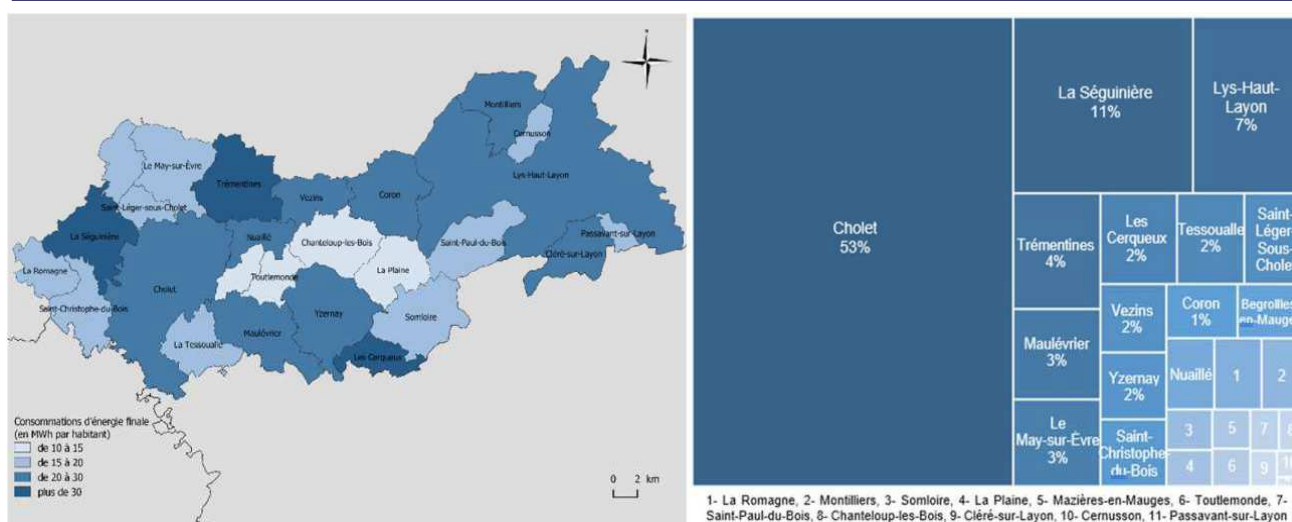 Montilliers
Cernusson
Le May-sur-Èvre
Lys-Haut-Layon
Trémentines
Vezins
Coron
Saint-Léger-sous-Cholet
La Séguinière
Nuaillé
Chanteloup-les-Bois
Saint-Paul-du-Bois
Passavant-sur-Layon
Cléré-sur-Layon
La Romagne
Toutlemonde
La Plaine
Cholet
Saint-Christophe-du-Bois
Yzernay
Somloire
La Tessoualle
Maulévrier
Les Cerqueux
Consommations d'énergie finale
(en MWh par habitant)
de 10 à 15
de 15 à 20
de 20 à 30
plus de 30
0 2 km
Cholet
53%
La Séguinière
11%
Lys-Haut-
Layon
7%
Trémentines
4%
Les
Cerqueux
2%
Tessoualle
2%
Saint-
Léger-
Sous-
Chole
Maulévrier
3%
Vezins
2%
Coron
1%
Begrolles
en-Mauge
Yzernay
2%
Nuaillé
1
2
Le
May-sur-Èvre
3%
Saint-
Christophe-
du-Bois
3
5
7
8
4
6
9
10
1- La Romagne, 2- Montilliers, 3- Somloire, 4- La Plaine, 5- Mazières-en-Mauges, 6- Toutlemonde, 7-
Saint-Paul-du-Bois, 8- Chanteloup-les-Bois, 9- Cléré-sur-Layon, 10- Cernusson, 11- Passavant-sur-Layon